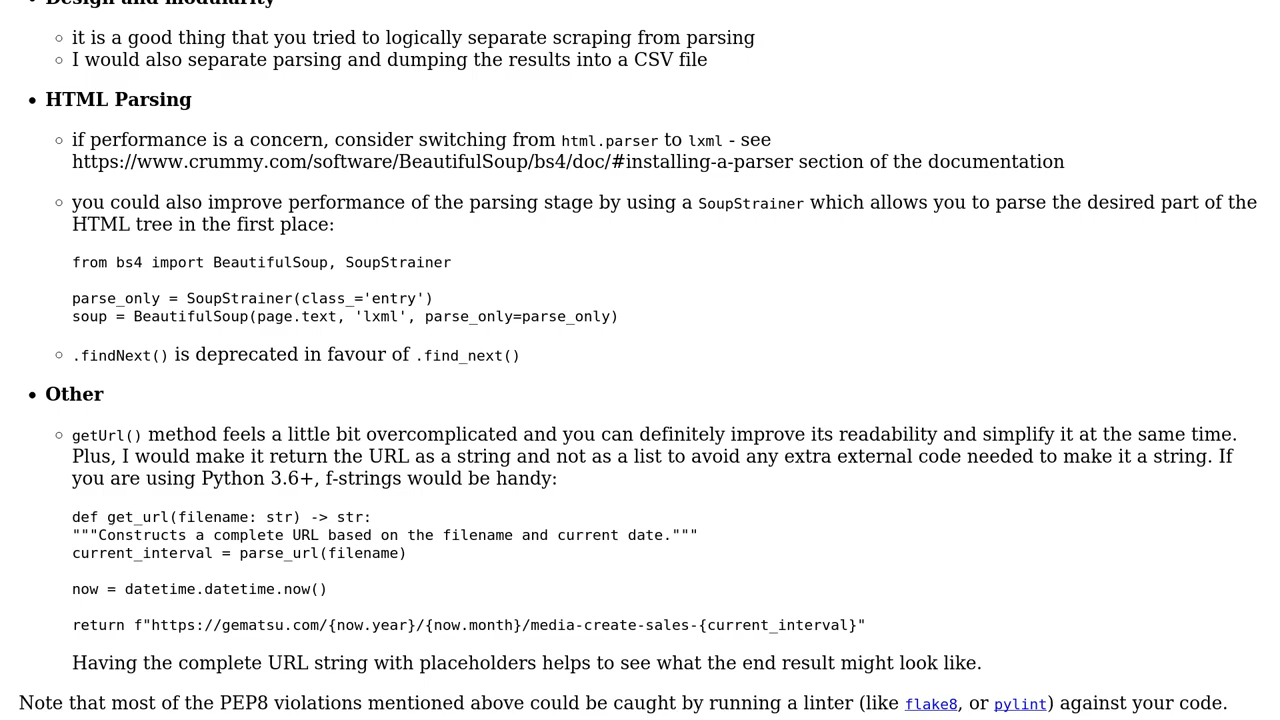 Design and modularity
it is a good thing that you tried to logically separate scraping from parsing
I would also separate parsing and dumping the results into a CSV file
HTML Parsing
if performance is a concern, consider switching from html.parser to lxml - see
https://www.crummy.com/software/BeautifulSoup/bs4/doc/#installing-a-parser section of the documentation
you could also improve performance of the parsing stage by using a SoupStrainer which allows you to parse the desired part of the
HTML tree in the first place:
from bs4 import BeautifulSoup, SoupStrainer
parse_only = SoupStrainer(class_='entry')
soup = BeautifulSoup(page.text, 'lxml', parse_only=parse_only)
.findNext() is deprecated in favour of .find_next()
Other
getUrl() method feels a little bit overcomplicated and you can definitely improve its readability and simplify it at the same time.
Plus, I would make it return the URL as a string and not as a list to avoid any extra external code needed to make it a string. If
you are using Python 3.6+, f-strings would be handy:
def get_url(filename: str) -> str:
"""Constructs a complete URL based on the filename and current date."""
current_interval = parse_url(filename)
now = datetime.datetime.now()
return f"https://gematsu.com/{now.year}/{now.month}/media-create-sales-{current_interval}"
Having the complete URL string with placeholders helps to see what the end result might look like.
Note that most of the PEP8 violations mentioned above could be caught by running a linter (like flake8, or pylint) against your code.